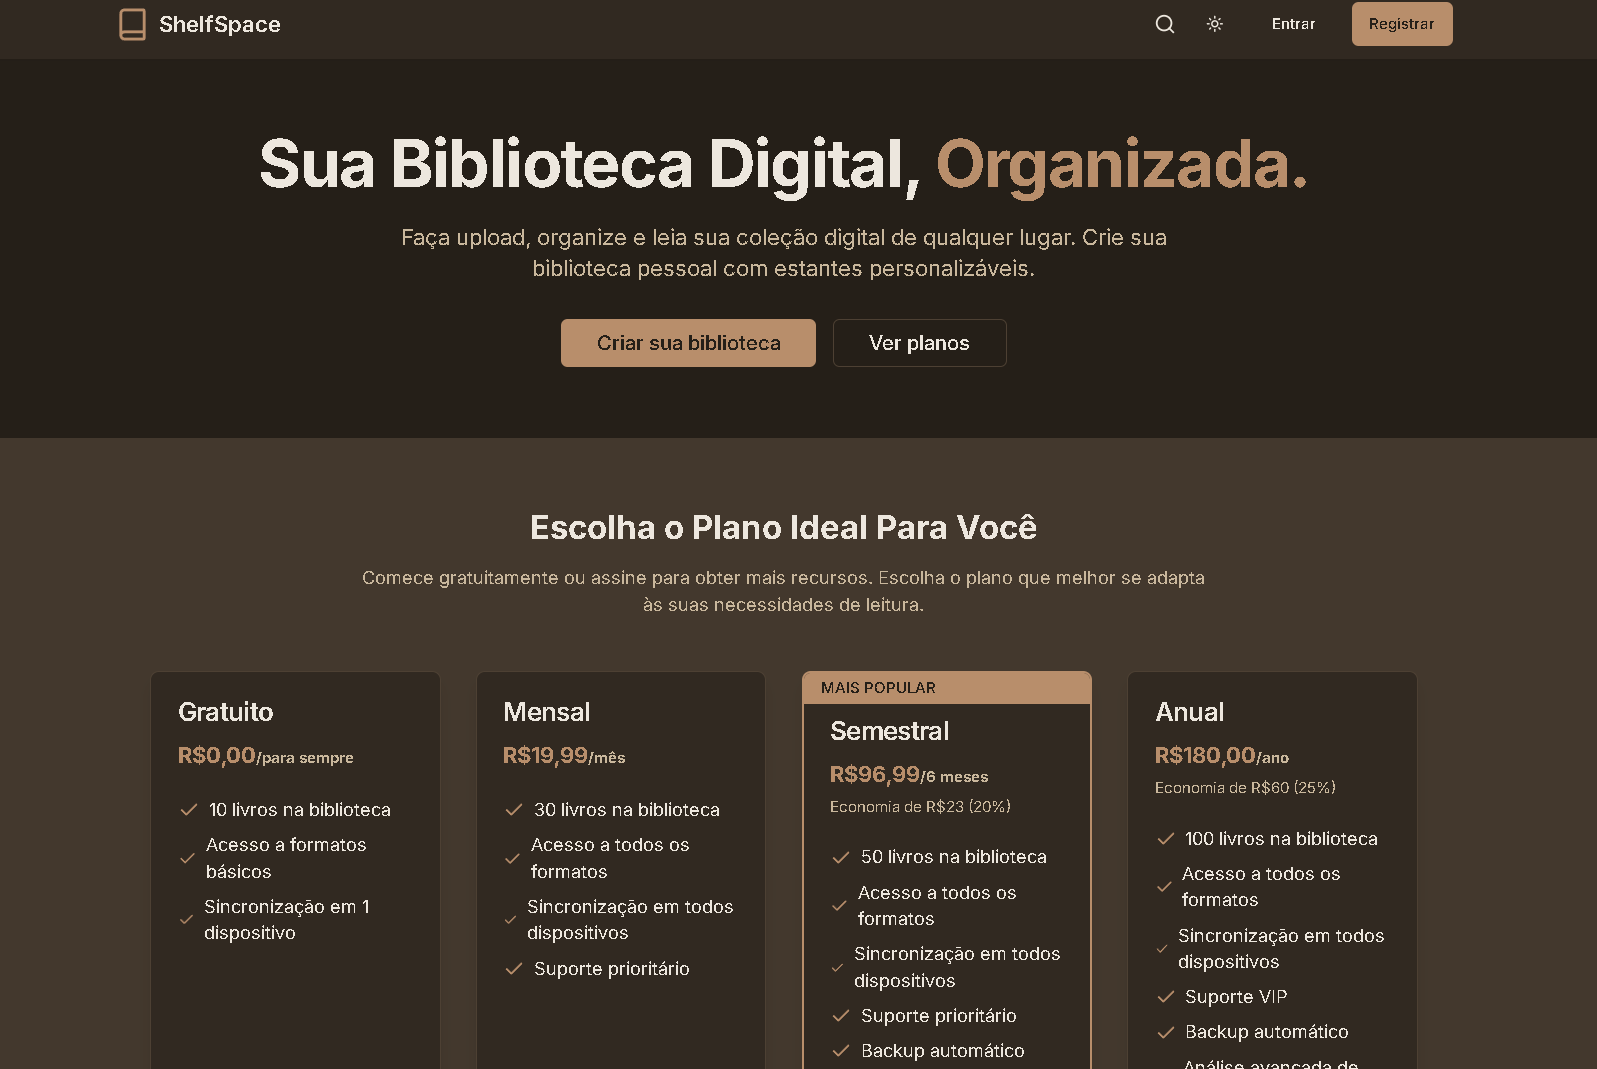 ShelfSpace
Entrar
Registrar
Sua Biblioteca Digital, Organizada.
Faça upload, organize e leia sua coleção digital de qualquer lugar. Crie sua
biblioteca pessoal com estantes personalizáveis.
Criar sua biblioteca
Ver planos
Escolha o Plano Ideal Para Você
Comece gratuitamente ou assine para obter mais recursos. Escolha o plano que melhor se adapta
às suas necessidades de leitura.
Gratuito
R$0,00/para sempre
10 livros na biblioteca
Acesso a formatos
básicos
Sincronização em 1
dispositivo
Mensal
R$19,99/mês
30 livros na biblioteca
Acesso a todos os
formatos
Sincronização em todos
dispositivos
Suporte prioritário
MAIS POPULAR
Semestral
R$96,99/6 meses
Economia de R$23 (20%)
50 livros na biblioteca
Acesso a todos os
formatos
Sincronização em todos
dispositivos
Suporte prioritário
Backup automático
Anual
R$180,00/ano
Economia de R$60 (25%)
100 livros na biblioteca
Acesso a todos os
formatos
Sincronização em todos
dispositivos
Suporte VIP
Backup automático
Análise avançada de